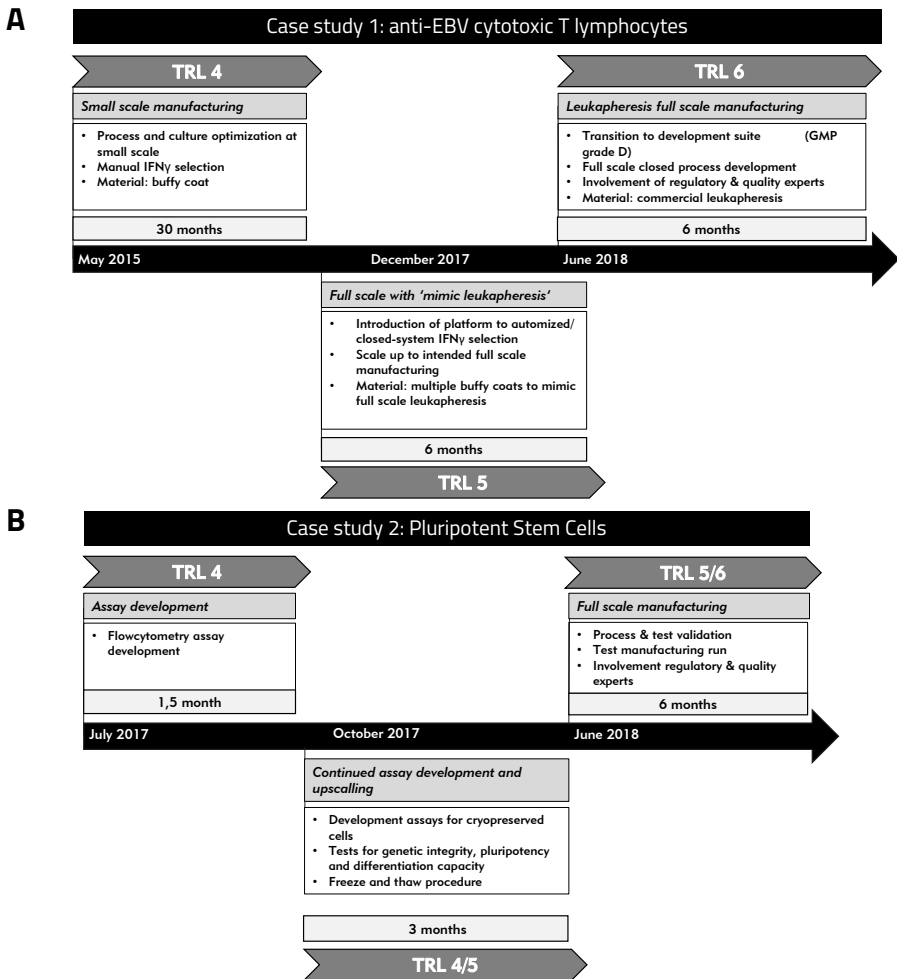 A
Case study 1: anti-EBV cytotoxic T lymphocytes
TRL 4
Small scale manufacturing
• Process and culture optimization at
small scale
• Manual IFNγ selection
• Material: buffy coat
30 months
TRL 6
Leukapheresis full scale manufacturing
• Transition to development suite (GMP
grade D)
• Full scale closed process development
• Involvement of regulatory & quality experts
• Material: commercial leukapheresis
6 months
May 2015
December 2017
June 2018
Full scale with ‘mimic leukapheresis‘
• Introduction of platform to automized/
closed-system IFNγ selection
• Scale up to intended full scale
manufacturing
• Material: multiple buffy coats to mimic
full scale leukapheresis
6 months
TRL 5
B
Case study 2: Pluripotent Stem Cells
TRL 4
Assay development
• Flowcytometry assay
development
1,5 month
TRL 5/6
Full scale manufacturing
• Process & test validation
• Test manufacturing run
• Involvement regulatory & quality
experts
6 months
July 2017
October 2017
June 2018
Continued assay development and
upscalling
• Development assays for cryopreserved
cells
• Tests for genetic integrity, pluripotency
and differentiation capacity
• Freeze and thaw procedure
3 months
TRL 4/5